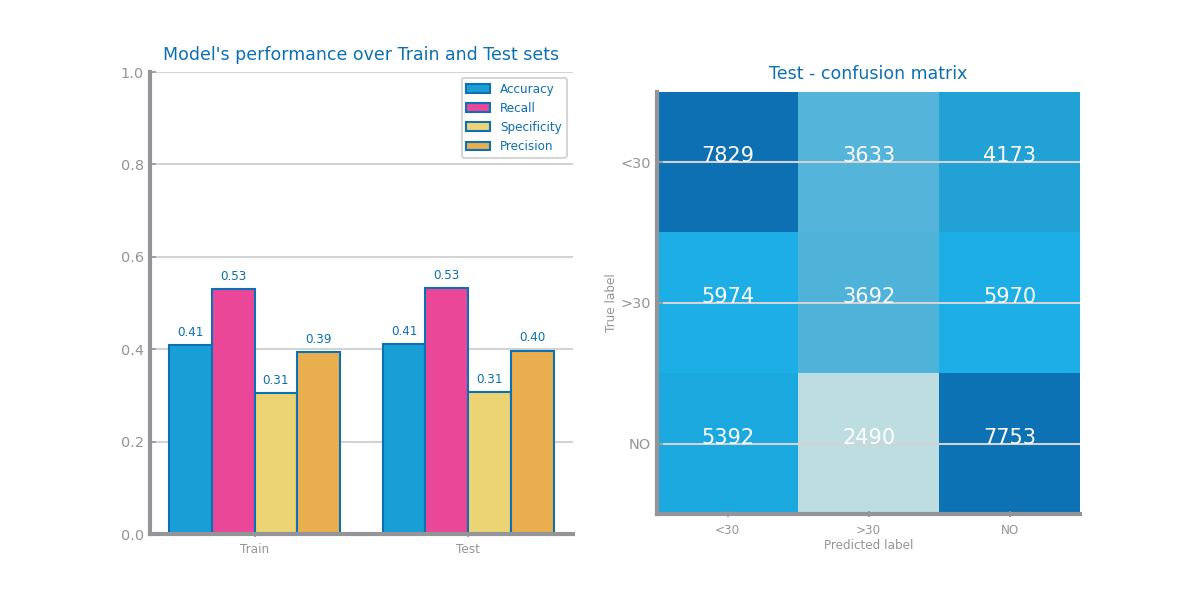 Model's performance over Train and Test sets
1.0
0.8
0.6
0.4
0.2
0.0
Accuracy
Recall
Specificity
Precision
0.41
0.53
0.31
0.39
0.41
0.53
0.31
0.40
Train
Test
Test - confusion matrix
True label
<30
>30
NO
7829 3633 4173
5974 3692 5970
5392 2490 7753
<30 >30 NO
Predicted label